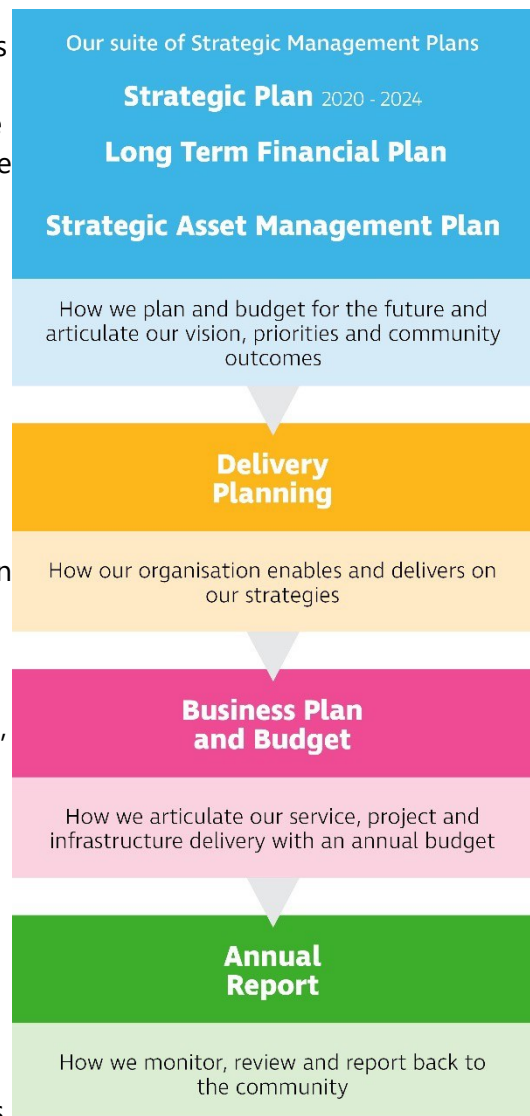 Our suite of Strategic Management Plans
Strategic Plan 2020 - 2024
Long Term Financial Plan
Strategic Asset Management Plan
How we plan and budget for the future and
articulate our vision, priorities and community
outcomes
Delivery
Planning
How our organisation enables and delivers on
our strategies
Business Plan
and Budget
How we articulate our service, project and
infrastructure delivery with an annual budget
Annual
Report
How we monitor, review and report back to
the community